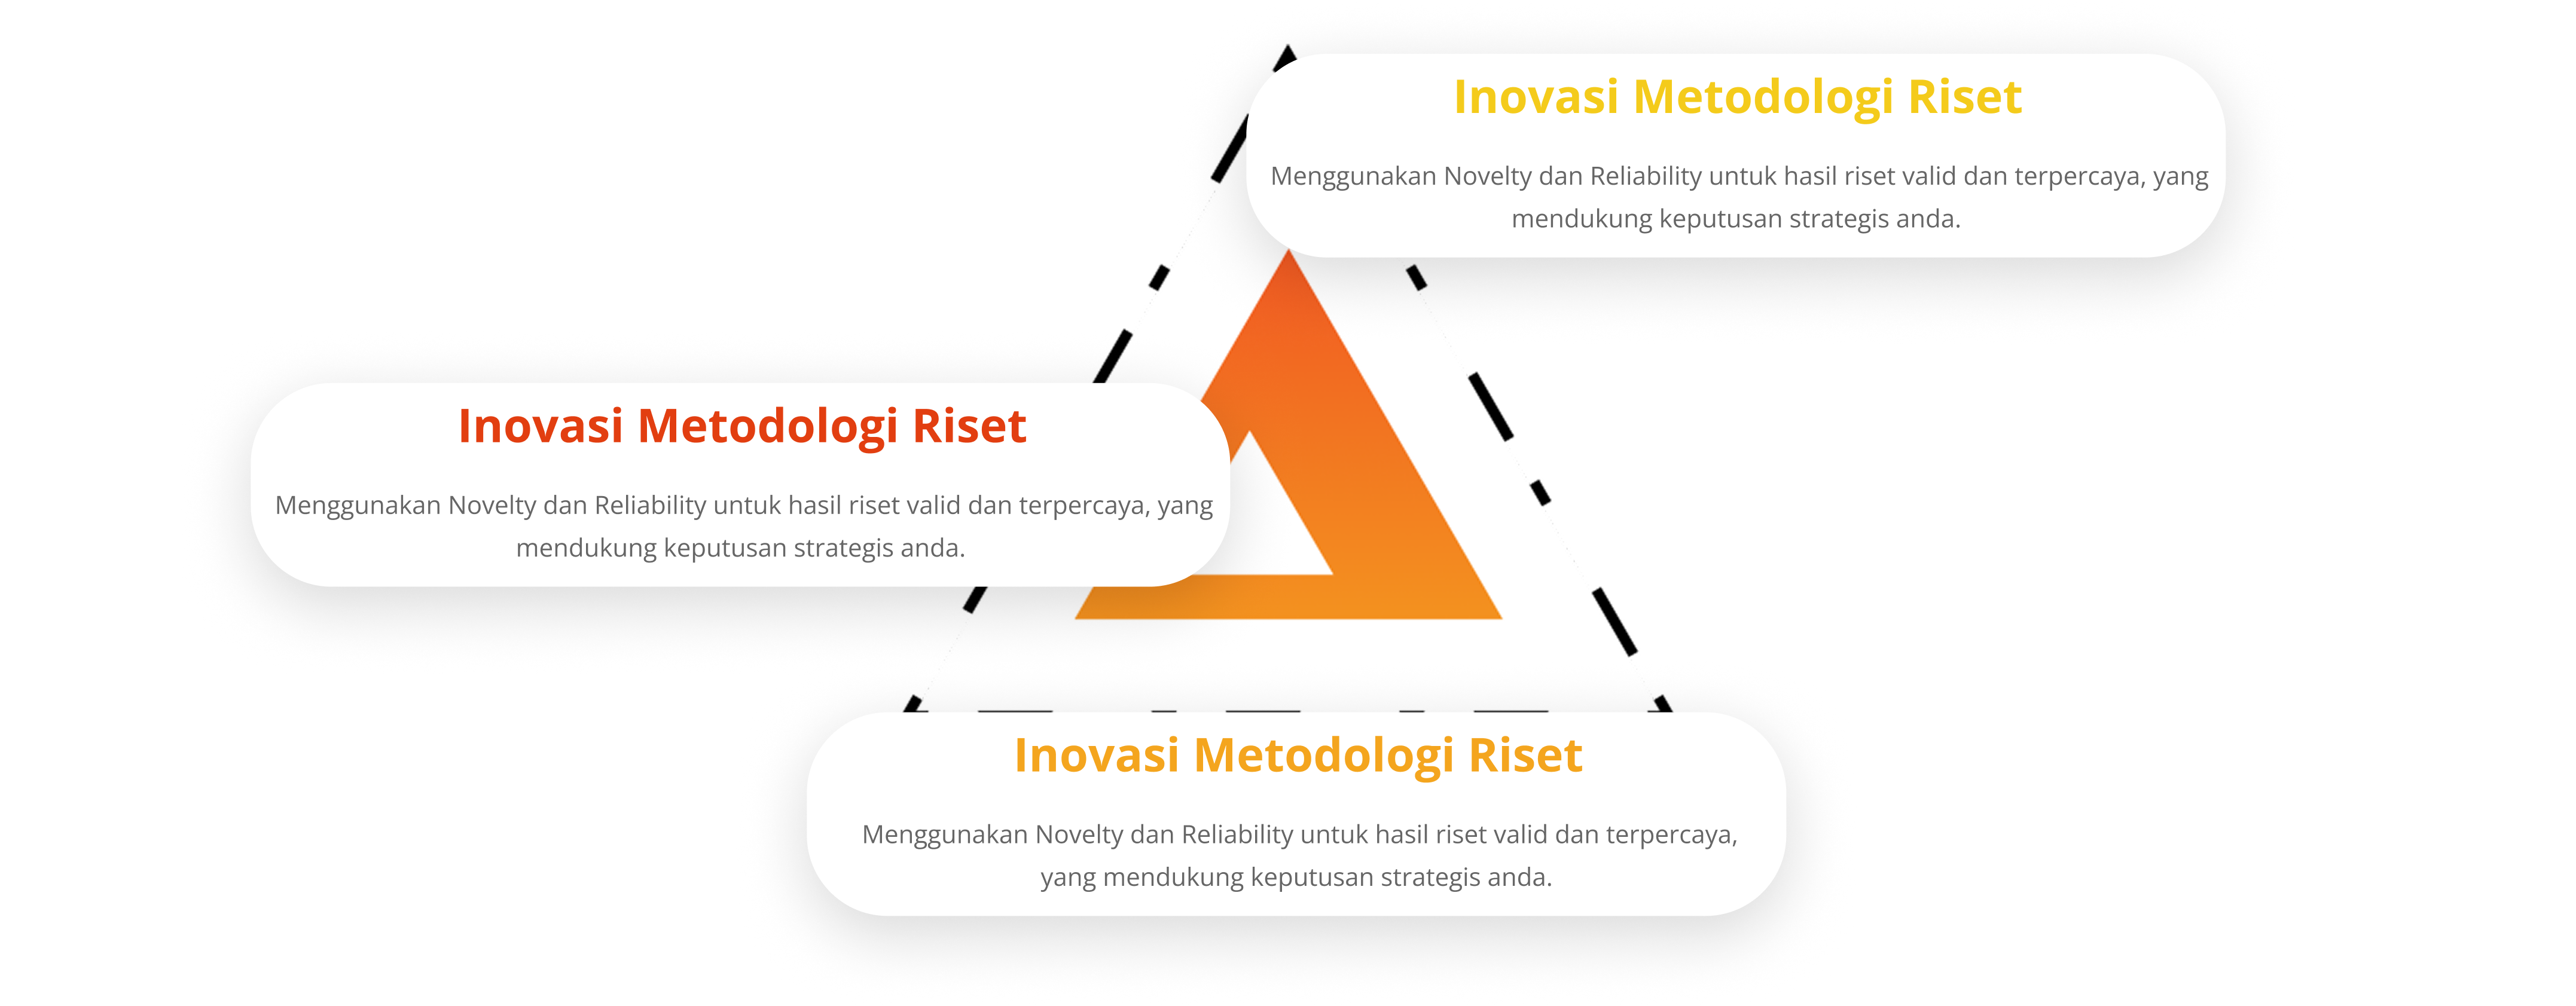 Inovasi Metodologi Riset
Menggunakan Novelty dan Reliability untuk hasil riset valid dan terpercaya, yang
mendukung keputusan strategis anda.
Inovasi Metodologi Riset
Menggunakan Novelty dan Reliability untuk hasil riset valid dan terpercaya, yang
mendukung keputusan strategis anda.
Inovasi Metodologi Riset
Menggunakan Novelty dan Reliability untuk hasil riset valid dan terpercaya,
yang mendukung keputusan strategis anda.